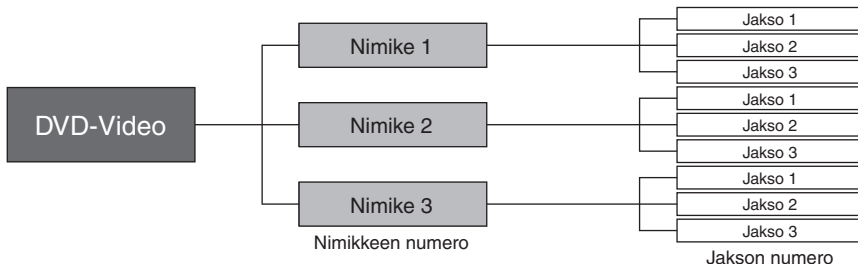 DVD-Video
Nimike 1
Jakso 1
Jakso 2
Jakso 3
Nimike 2
Jakso 1
Jakso 2
Jakso 3
Nimike 3
Jakso 1
Jakso 2
Jakso 3
Nimikkeen numero
Jakson numero